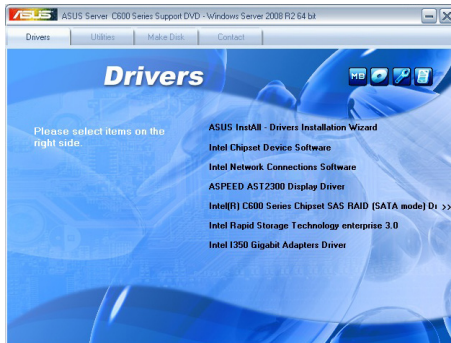 ASUS
ASUS Server C600 Series Support DVD - Windows Server 2008 R2 64 bit
Drivers
Utilities
Make Disk
Contact
Drivers
MB
Please select items on the
right side.
ASUS InstAll - Drivers Installation Wizard
Intel Chipset Device Software
Intel Network Connections Software
ASPEED AST2300 Display Driver
Intel(R) C600 Series Chipset SAS RAID (SATA mode) Dr >>
Intel Rapid Storage Technology enterprise 3.0
Intel I350 Gigabit Adapters Driver